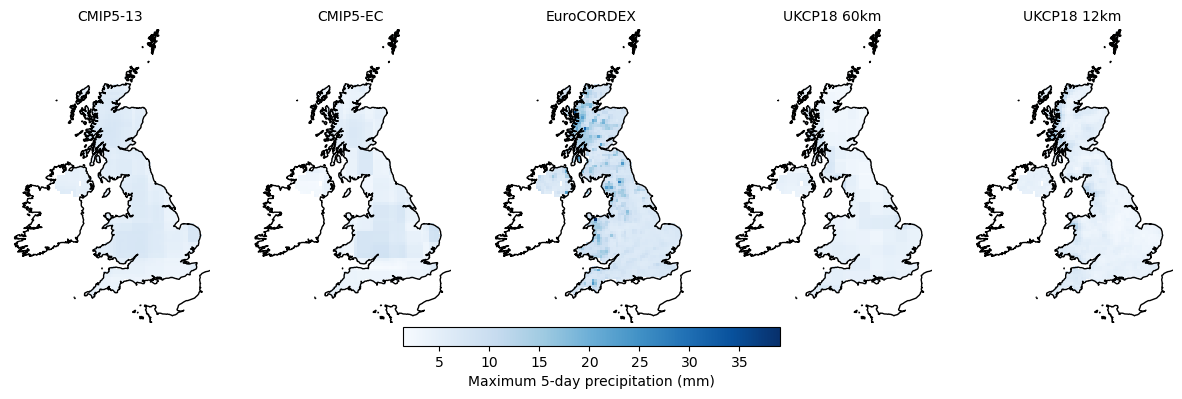 CMIP5-13 CMIP5-EC EuroCORDEX UKCP18 60km UKCP18 12km
5 10 15 20 25 30 35
Maximum 5-day precipitation (mm)